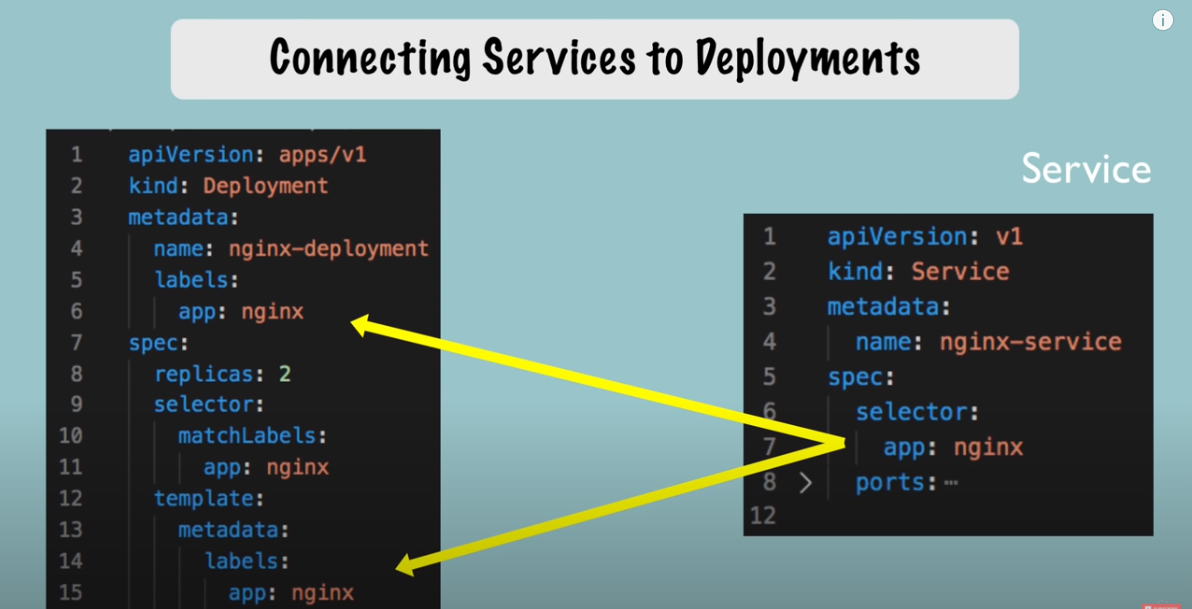 Connecting Services to Deployments
1 apiVersion: apps/v1
2 kind: Deployment
3 metadata:
4 name: nginx-deployment
5 labels:
6 app: nginx
7 spec:
8 replicas: 2
9 selector:
10 matchLabels:
11 app: nginx
12 template:
13 metadata:
14 labels:
15 app: nginx
Service
1 apiVersion: v1
2 kind: Service
3 metadata:
4 name: nginx-service
5 spec:
6 selector:
7 app: nginx
8 > ports:⋯
12